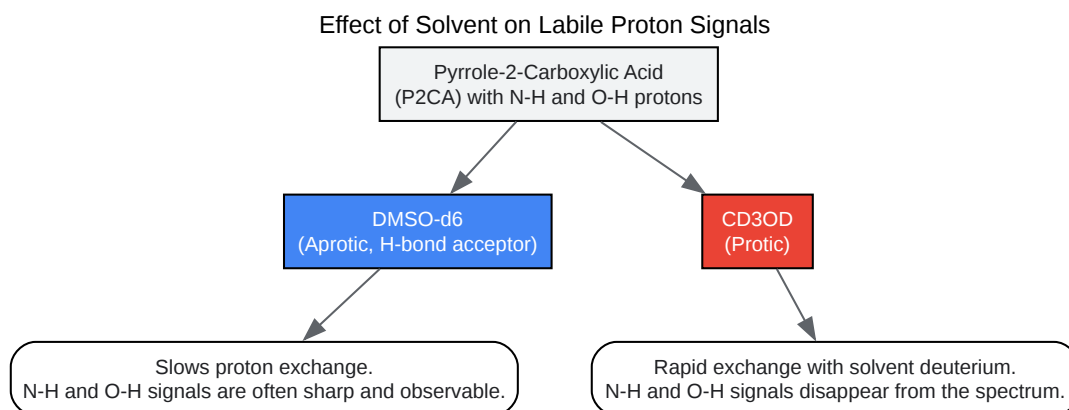 Effect of Solvent on Labile Proton Signals
Pyrrole-2-Carboxylic Acid
(P2CA) with N-H and O-H protons
DMSO-d6
(Aprotic, H-bond acceptor)
CD3OD
(Protic)
Slows proton exchange.
N-H and O-H signals are often sharp and observable.
Rapid exchange with solvent deuterium.
N-H and O-H signals disappear from the spectrum.